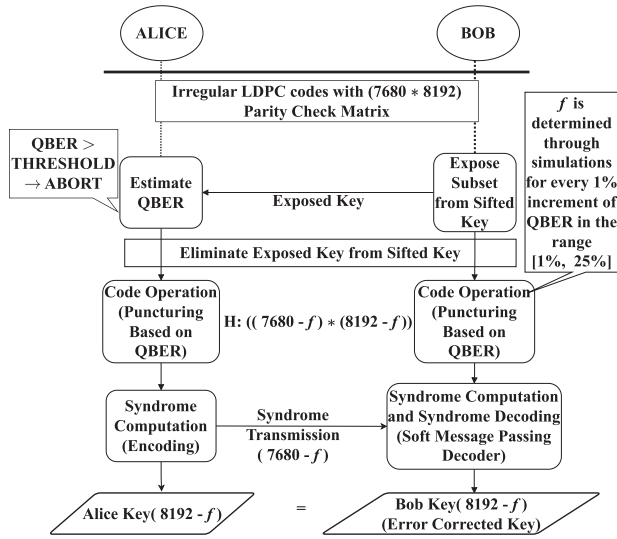 ALICE
BOB
Irregular LDPC codes with (7680 * 8192)
Parity Check Matrix
f is
determined
through
simulations
for every 1%
increment of
QBER in the
range
[1%, 25%]
QBER >
THRESHOLD
→ ABORT
Estimate
QBER
Exposed Key
Expose
Subset
from Sifted
Key
Eliminate Exposed Key from Sifted Key
Code Operation
(Puncturing
Based on
QBER)
H: (( 7680 - f) * (8192 - f))
Code Operation
(Puncturing
Based on
QBER)
Syndrome
Computation
(Encoding)
Syndrome
Transmission
( 7680 - f)
Syndrome Computation
and Syndrome Decoding
(Soft Message Passing
Decoder)
Alice Key( 8192 - f)
=
Bob Key( 8192 - f)
(Error Corrected Key)